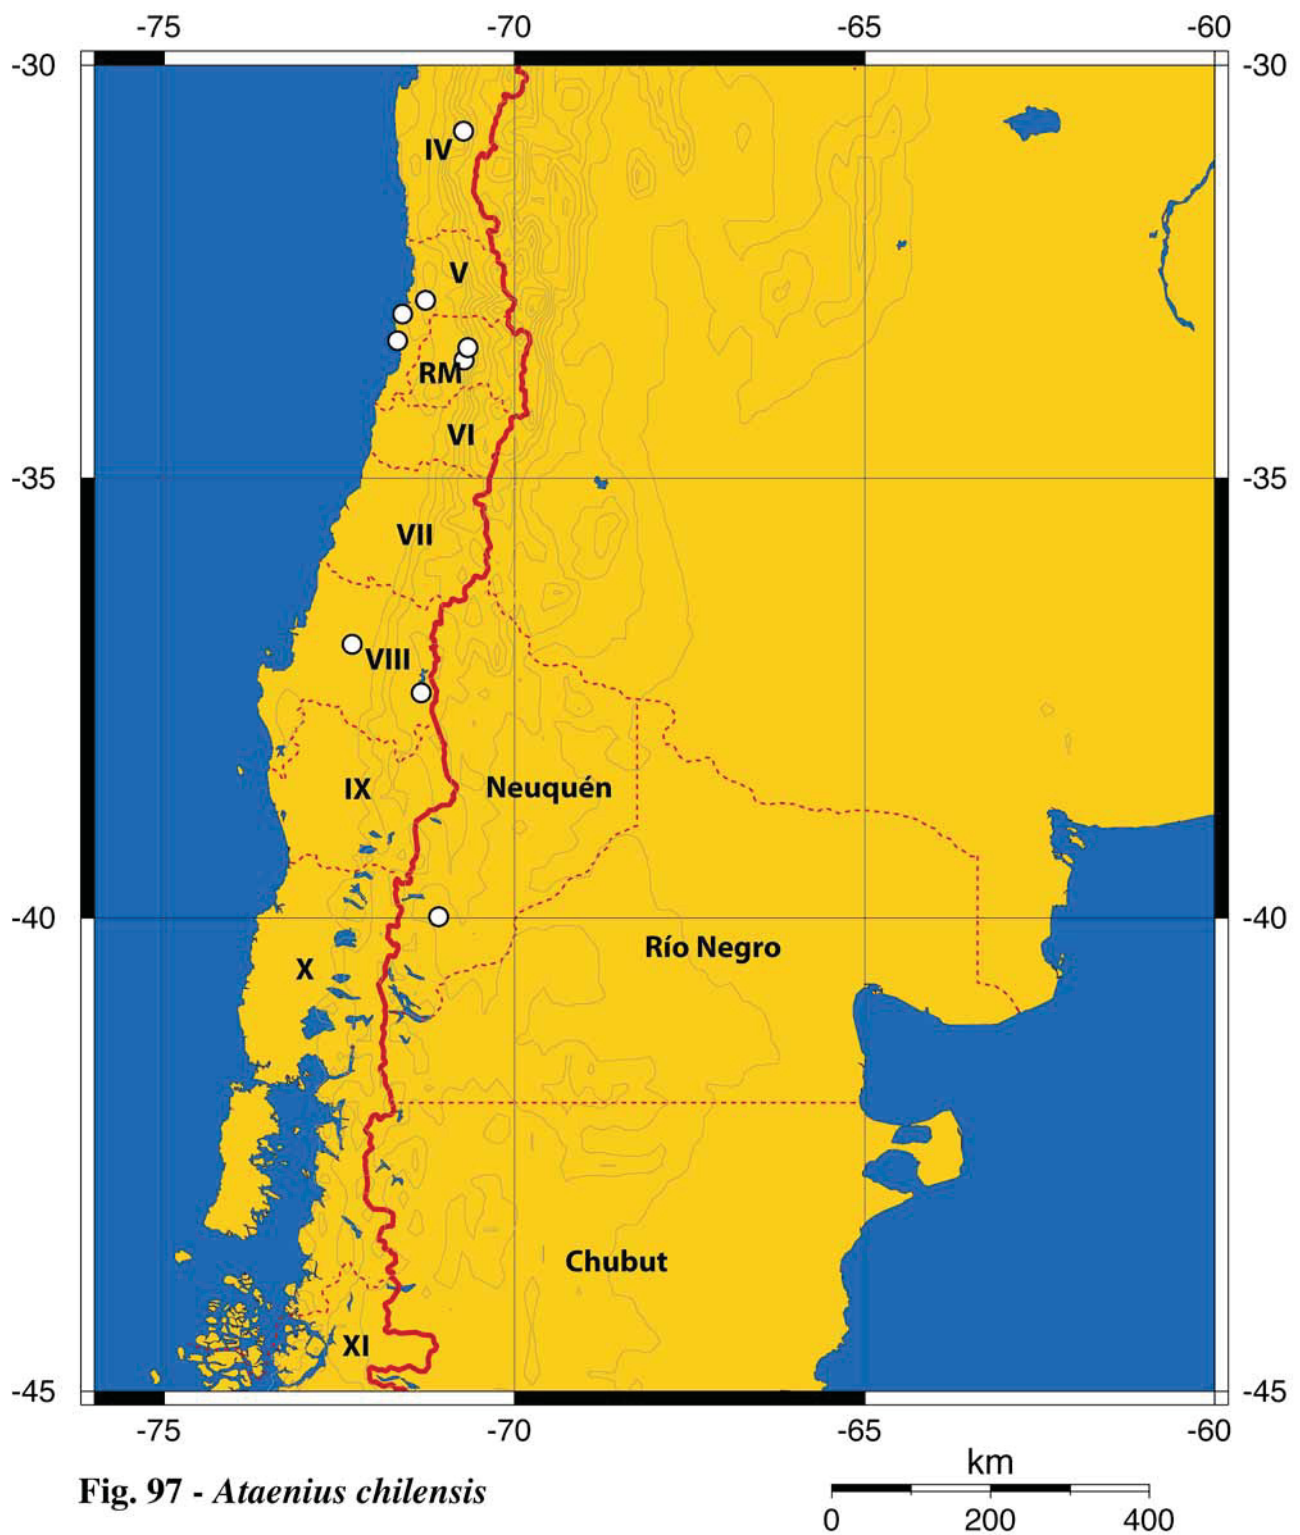 -75 -70 -65 -60
-30 -30
IV
V
RM
VI
-35 -35
VII
VIII
IX Neuquén
-40 -40
Río Negro
X
Chubut
XI
-45 -45
-75 -70 -65 -60
km
Fig. 97 - Ataenius chilensis
0 200 400